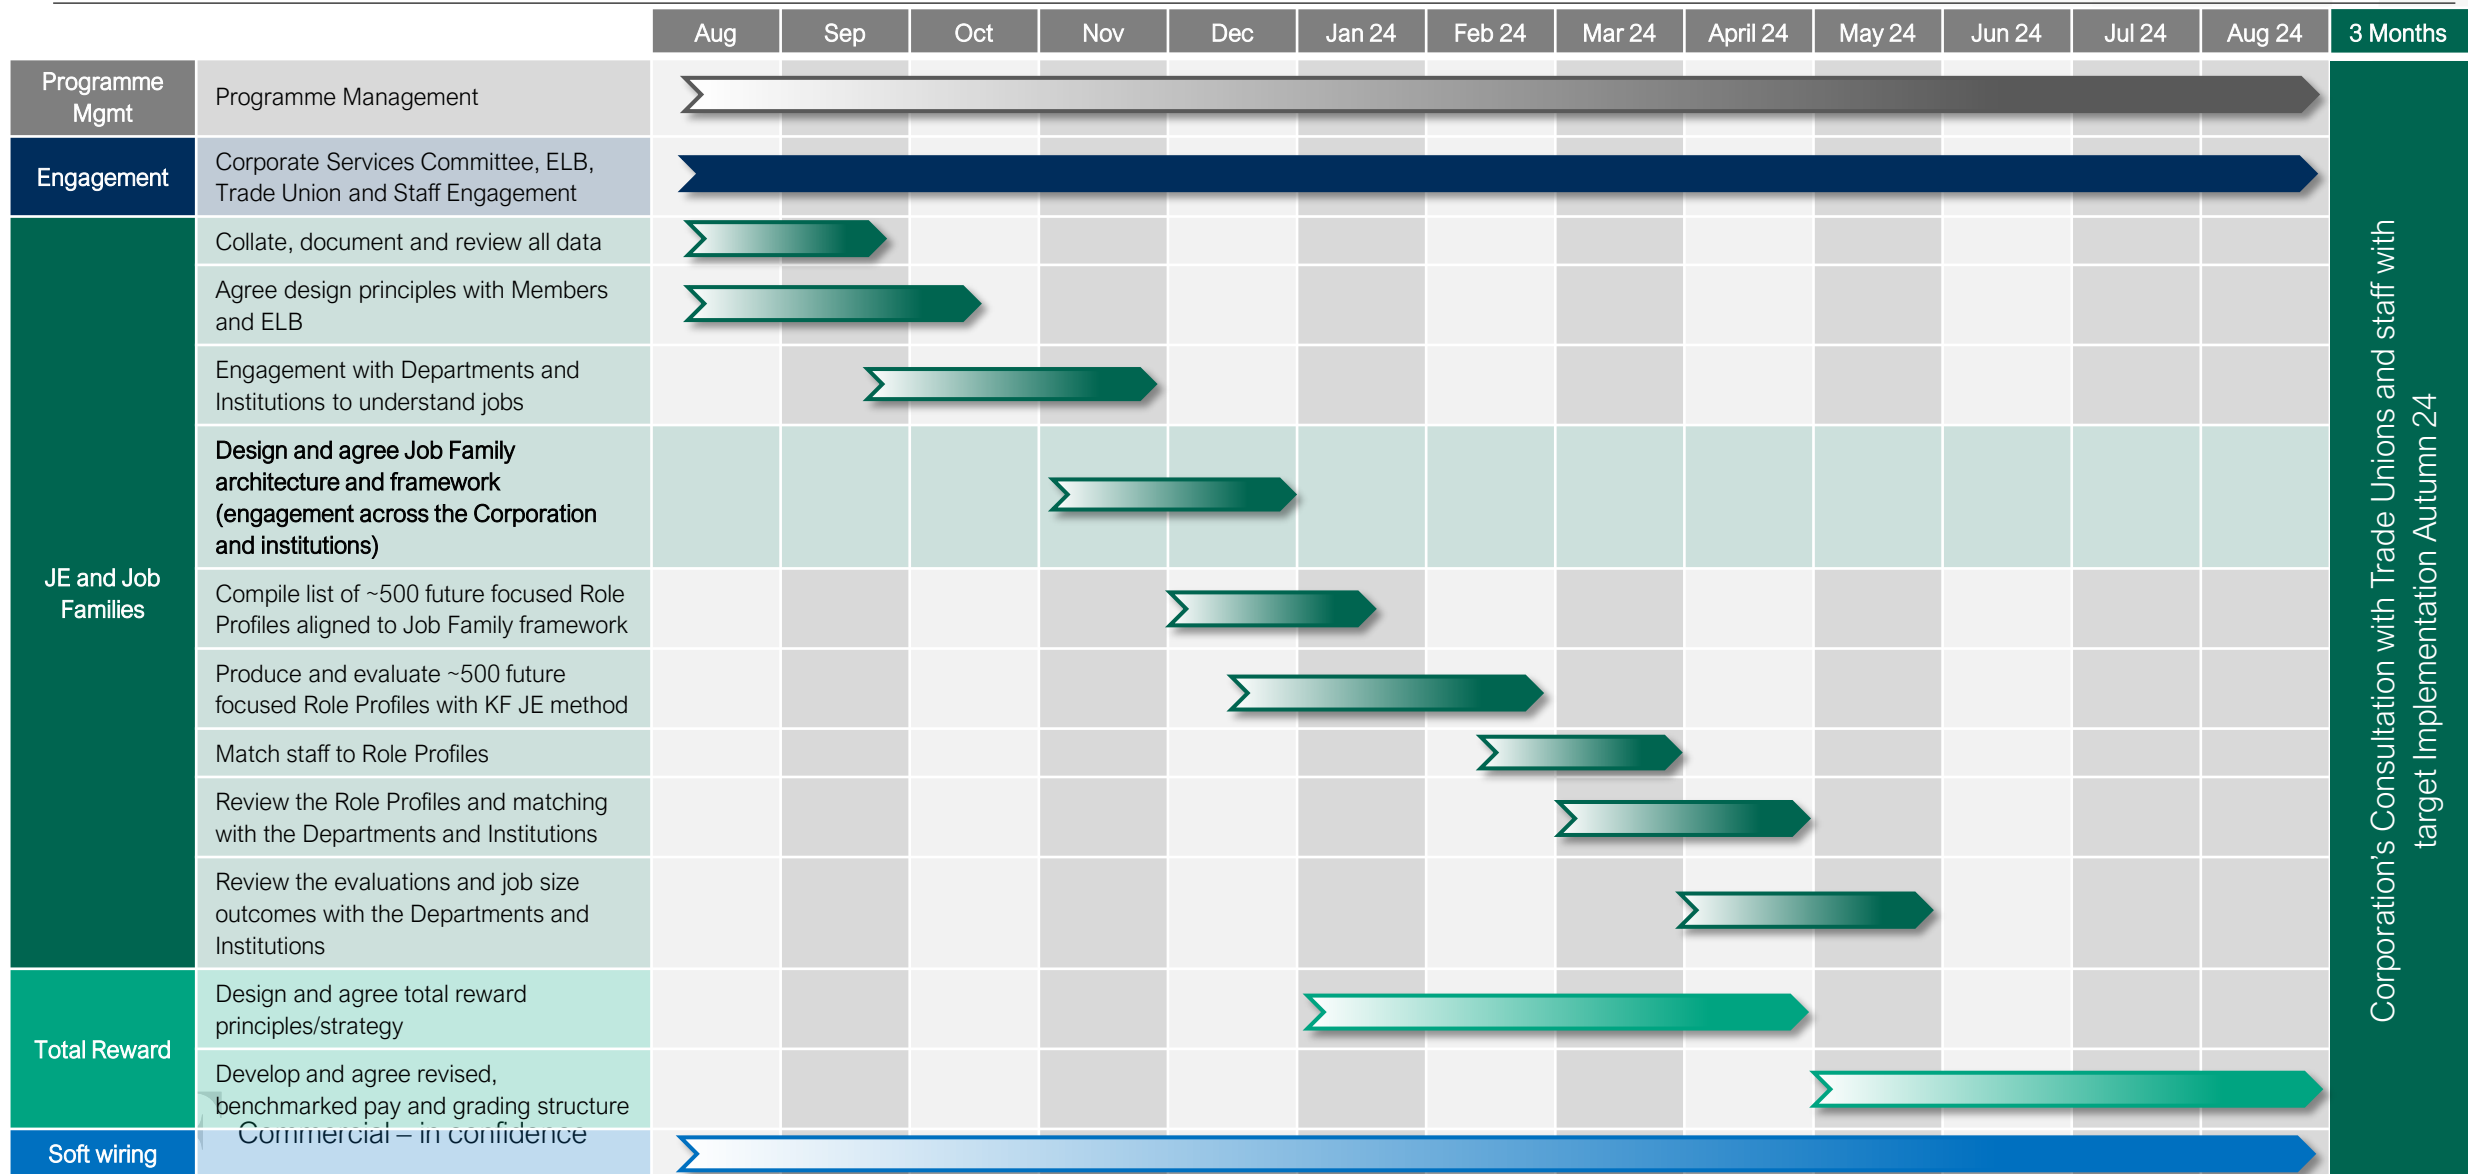 Aug Sep Oct Nov Dec Jan 24 Feb 24 Mar 24 April 24 May 24 Jun 24 Jul 24 Aug 24 3 Months
Programme
Mgmt
Programme Management
Engagement
Corporate Services Committee, ELB,
Trade Union and Staff Engagement
JE and Job
Families
Collate, document and review all data
Agree design principles with Members
and ELB
Engagement with Departments and
Institutions to understand jobs
Design and agree Job Family
architecture and framework
(engagement across the Corporation
and institutions)
Compile list of ~500 future focused Role
Profiles aligned to Job Family framework
Produce and evaluate ~500 future
focused Role Profiles with KF JE method
Match staff to Role Profiles
Review the Role Profiles and matching
with the Departments and Institutions
Review the evaluations and job size
outcomes with the Departments and
Institutions
Total Reward
Design and agree total reward
principles/strategy
Develop and agree revised,
benchmarked pay and grading structure
Commercial – in confidence
Soft wiring
Corporation's Consultation with Trade Unions and staff with
target Implementation Autumn 24